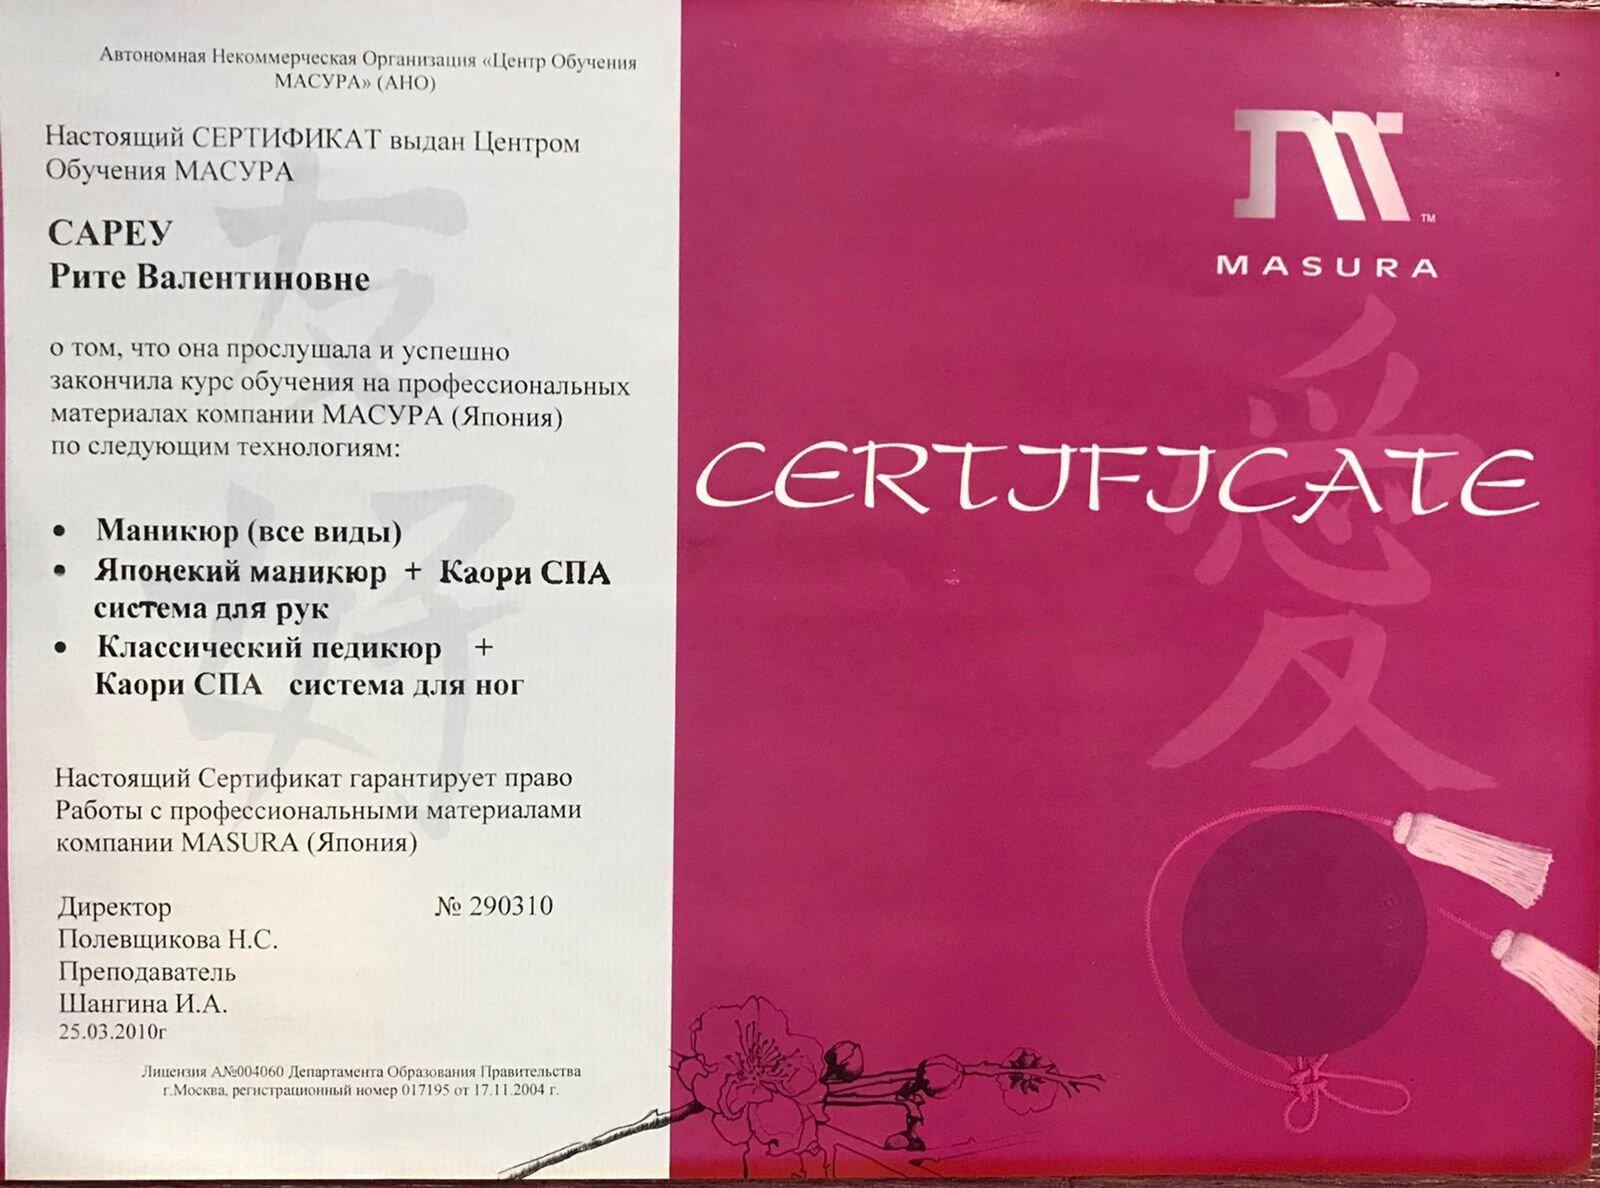 Автономная Некоммерческая Организация «Центр Обучения
МАСУРА» (АНО)
Настоящий СЕРТИФИКАТ выдан Центром
Обучения МАСУРА
САРЕУ
Рите Валентиновне
о том, что она прослушала и успешно
закончила курс обучения на профессиональных
материалах компании МАСУРА (Япония)
по следующим технологиям:
• Маникюр (все виды)
• Японский маникюр + Каори СПА
система для рук
• Классический педикюр +
Каори СПА система для ног
Настоящий Сертификат гарантирует право
Работы с профессиональными материалами
компании MASURA (Япония)
Директор № 290310
Полевщикова Н.С.
Преподаватель
Шангина И.А.
25.03.2010г
Лицензия А№004060 Департамента Образования Правительства
г.Москва, регистрационный номер 017195 от 17.11.2004 г.
友好
TM
MASURA
愛
CERTIFICATE